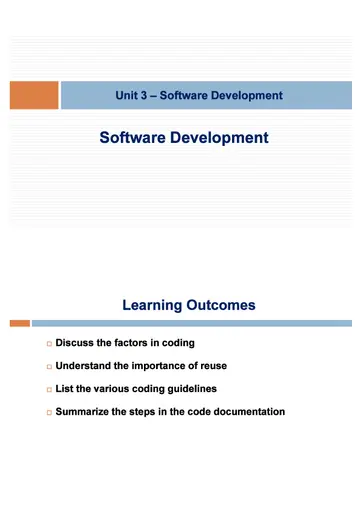 Unit 3 – Software Development
Software Development
Learning Outcomes
Discuss the factors in coding
Understand the importance of reuse
List the various coding guidelines
Summarize the steps in the code documentation